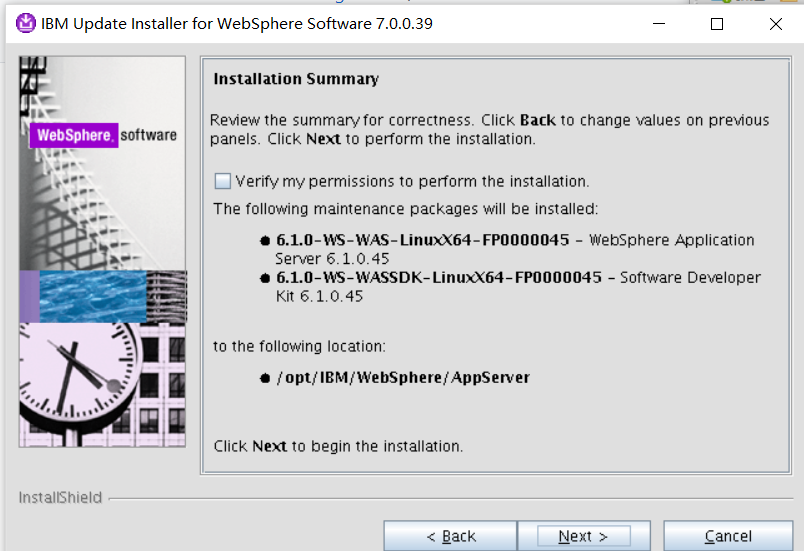 IBM Update Installer for WebSphere Software 7.0.0.39
WebSphere. software
Installation Summary
Review the summary for correctness. Click Back to change values on previous
panels. Click Next to perform the installation.
Verify my permissions to perform the installation.
The following maintenance packages will be installed:
6.1.0-WS-WAS-LinuxX64-FP0000045 - WebSphere Application
Server 6.1.0.45
6.1.0-WS-WASSDK-LinuxX64-FP0000045 - Software Developer
Kit 6.1.0.45
to the following location:
/opt/IBM/WebSphere/AppServer
Click Next to begin the installation.
InstallShield
< Back
Next >
Cancel